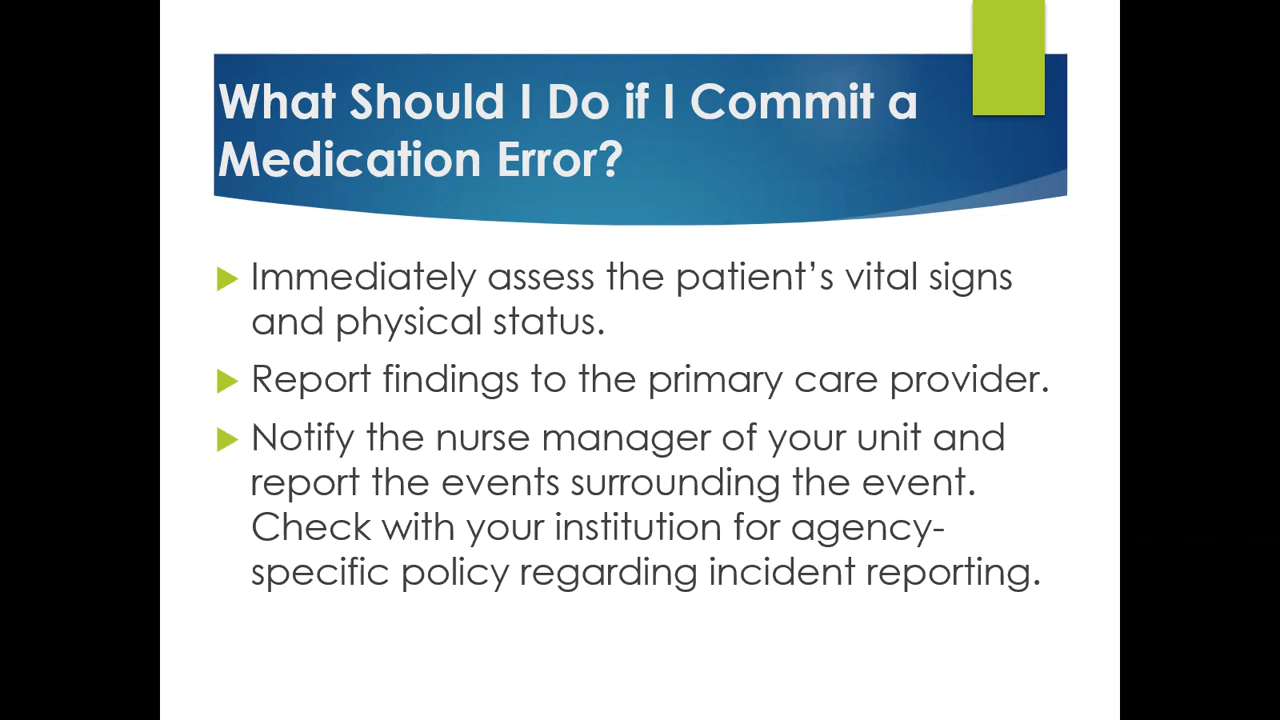 What Should I Do if I Commit a
Medication Error?
Immediately assess the patient’s vital signs
and physical status.
Report findings to the primary care provider.
Notify the nurse manager of your unit and
report the events surrounding the event.
Check with your institution for agency-
specific policy regarding incident reporting.